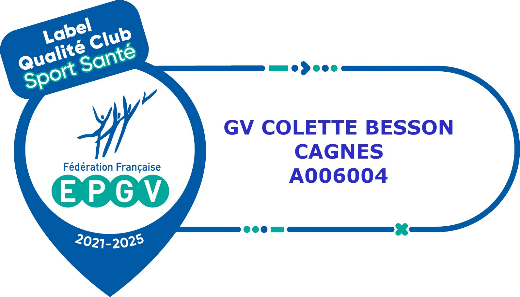 Label
Qualité Club
Sport Santé
Fédération Française
EPGV
2021-2025
GV COLETTE BESSON
CAGNES
A006004